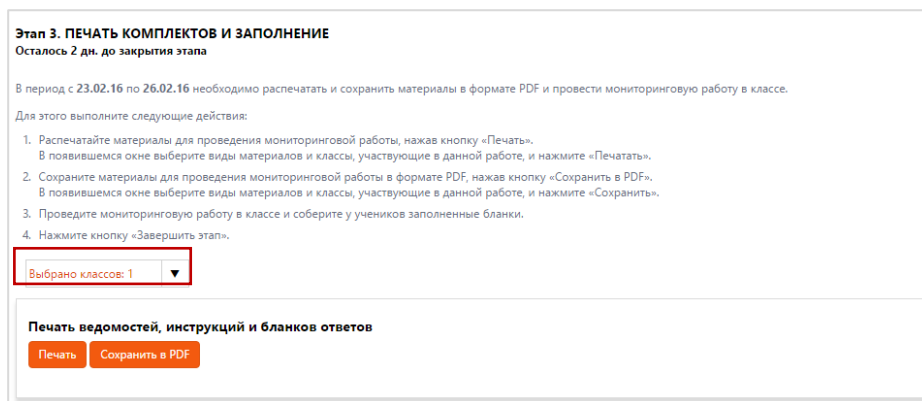 Этап 3. ПЕЧАТЬ КОМПЛЕКТОВ И ЗАПОЛНЕНИЕ
Осталось 2 дн. до закрытия этапа
В период с 23.02.16 по 26.02.16 необходимо распечатать и сохранить материалы в формате PDF и провести мониторинговую работу в классе.
Для этого выполните следующие действия:
1. Распечатайте материалы для проведения мониторинговой работы, нажав кнопку «Печать».
В появившемся окне выберите виды материалов и классы, участвующие в данной работе, и нажмите «Печатать».
2. Сохраните материалы для проведения мониторинговой работы в формате PDF, нажав кнопку «Сохранить в PDF».
В появившемся окне выберите виды материалов и классы, участвующие в данной работе, и нажмите «Сохранить».
3. Проведите мониторинговую работу в классе и соберите у учеников заполненные бланки.
4. Нажмите кнопку «Завершить этап».
Выбрано классов: 1
Печать ведомостей, инструкций и бланков ответов
Печать Сохранить в PDF